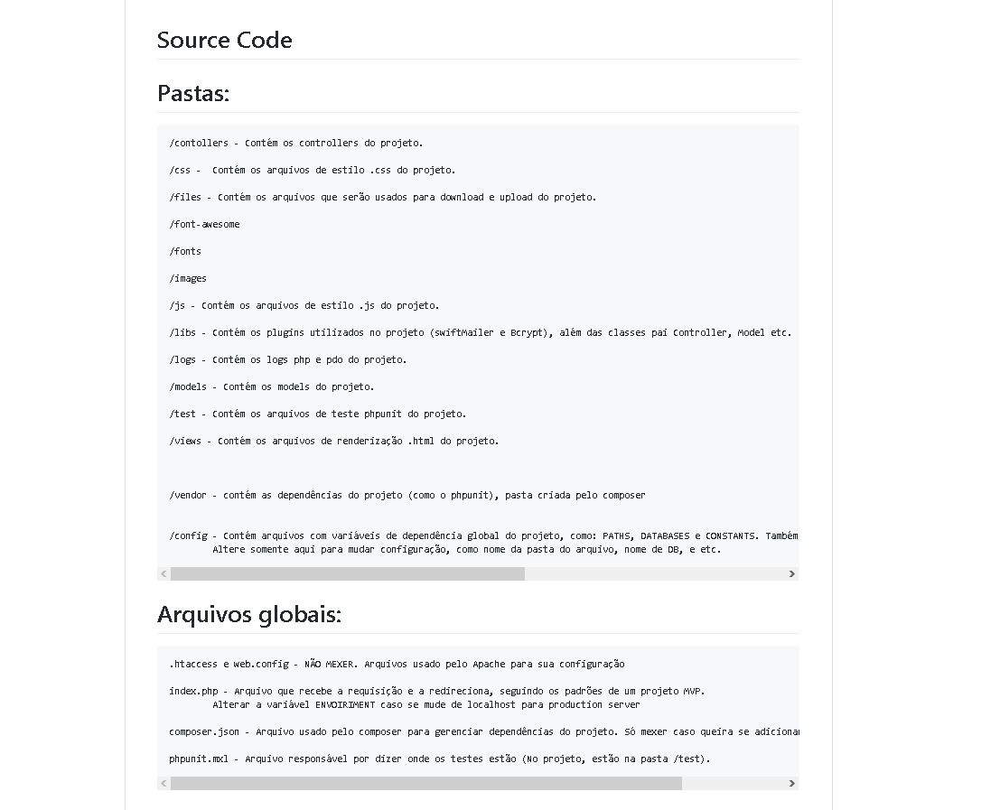 Source Code
Pastas:
/contollers - Contém os controllers do projeto.
/css -  Contém os arquivos de estilo .css do projeto.
/files - Contém os arquivos que serão usados para download e upload do projeto.
/font-awesome
/fonts
/images
/js - Contém os arquivos de estilo .js do projeto.
/libs - Contém os plugins utilizados no projeto (swiftMailer e Bcrypt), além das classes pai Controller, Model etc.
/logs - Contém os logs php e pdo do projeto.
/models - Contém os models do projeto.
/test - Contém os arquivos de teste phpunit do projeto.
/views - Contém os arquivos de renderização .html do projeto.
/vendor - contém as dependências do projeto (como o phpunit), pasta criada pelo composer
/config - Contém arquivos com variáveis de dependência global do projeto, como: PATHS, DATABASES e CONSTANTS. Também
Altere somente aqui para mudar configuração, como nome da pasta do arquivo, nome de DB, e etc.
Arquivos globais:
.htaccess e web.config - NÃO MEXER. Arquivos usado pelo Apache para sua configuração
index.php - Arquivo que recebe a requisição e a redireciona, seguindo os padrões de um projeto MVP.
Alterar a variável ENVOIRIMENT caso se mude de localhost para production server
composer.json - Arquivo usado pelo composer para gerenciar dependências do projeto. Só mexer caso queira se adicionar
phpunit.mxl - Arquivo responsável por dizer onde os testes estão (No projeto, estão na pasta /test).